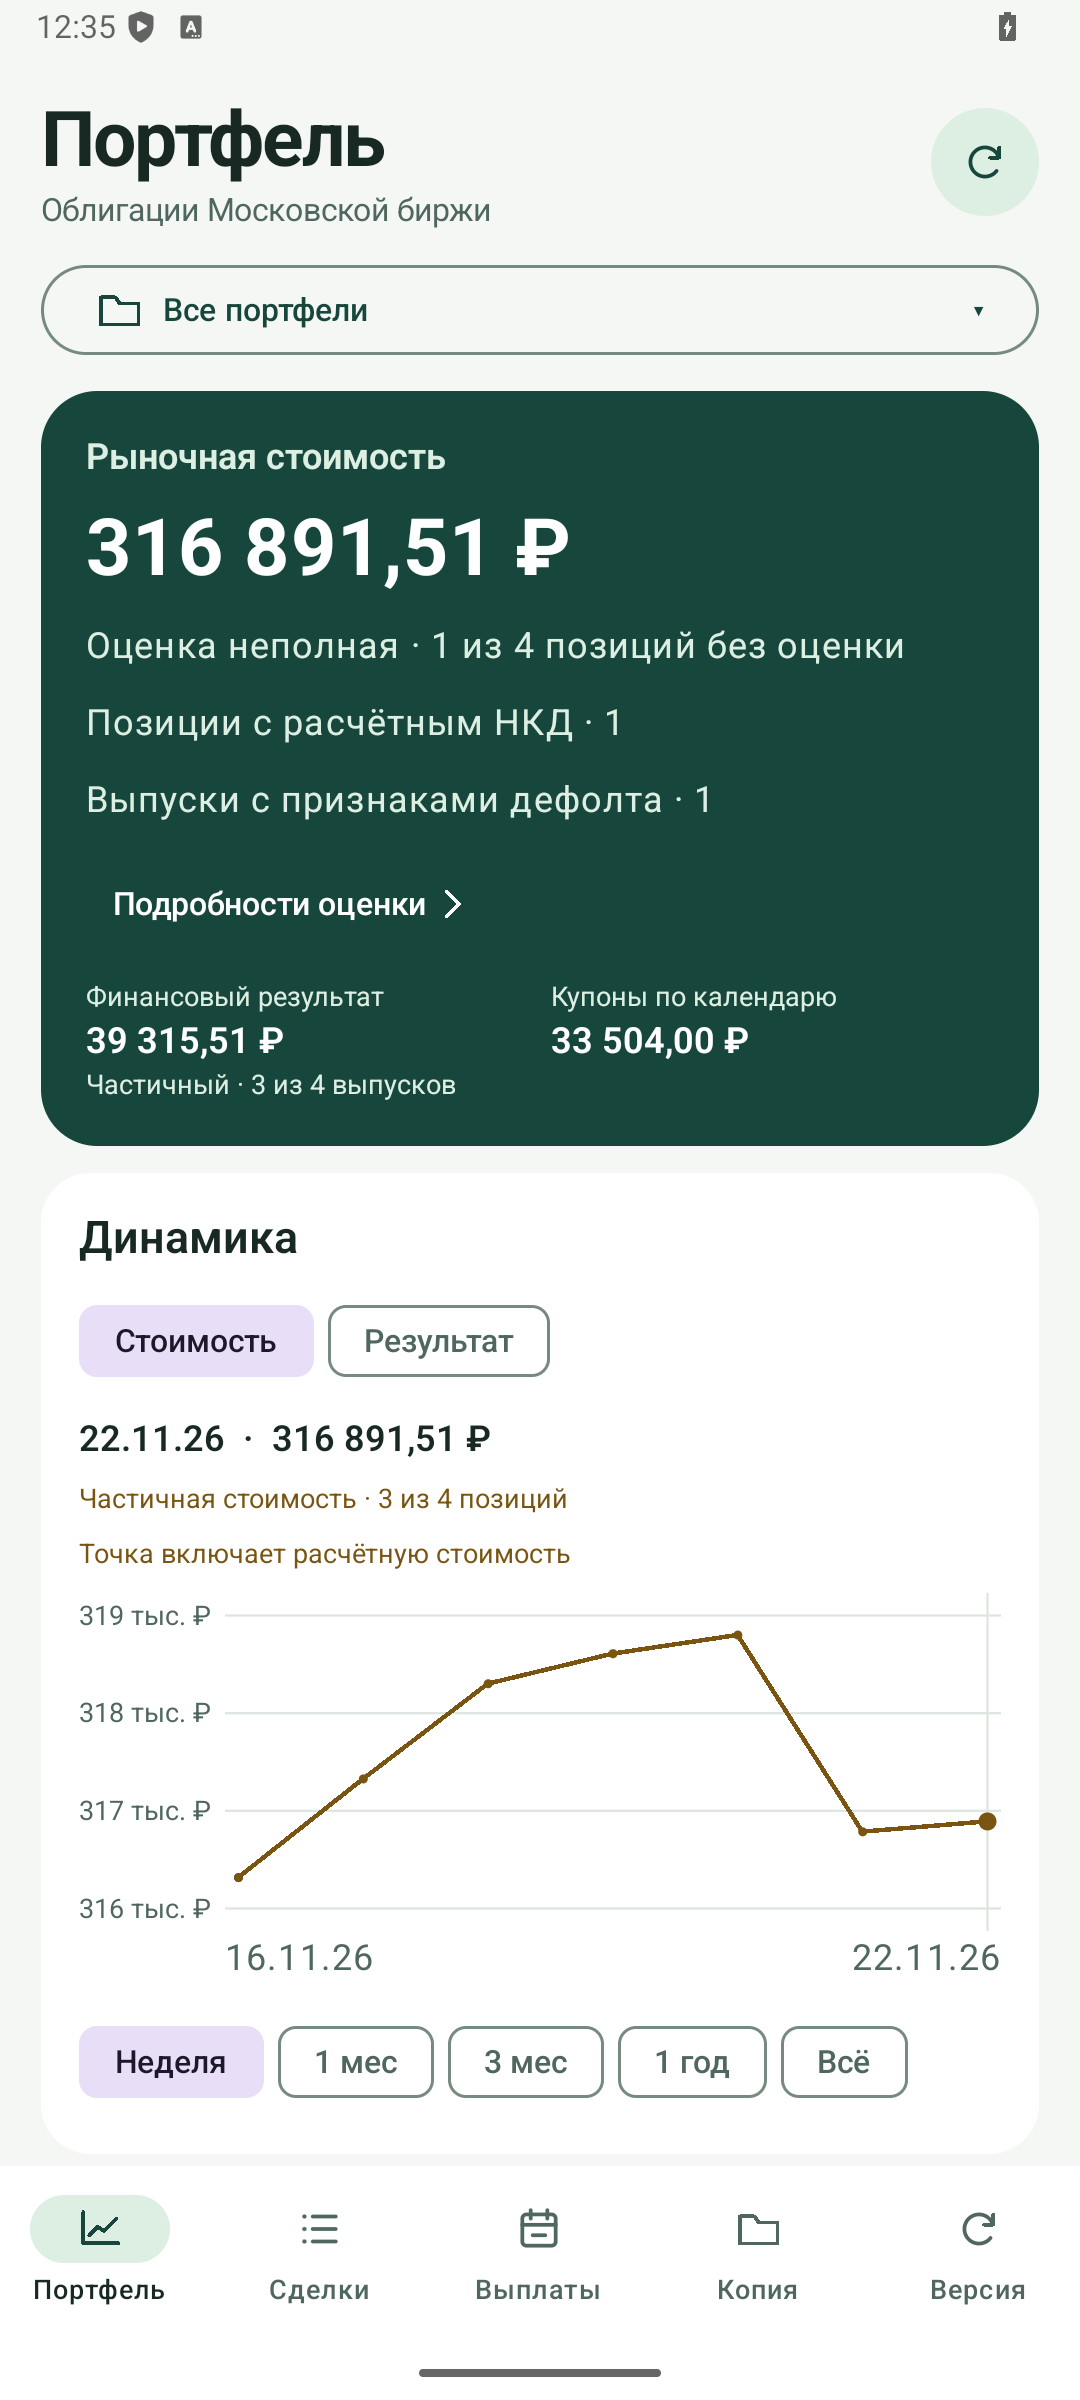 12:35
Портфель
Облигации Московской биржи
Все портфели
Рыночная стоимость
316 891,51 ₽
Оценка неполная · 1 из 4 позиций без оценки
Позиции с расчётным НКД · 1
Выпуски с признаками дефолта · 1
Подробности оценки
Финансовый результат
Купоны по календарю
39 315,51 ₽
33 504,00 ₽
Частичный · 3 из 4 выпусков
Динамика
Стоимость
Результат
22.11.26 · 316 891,51 ₽
Частичная стоимость · 3 из 4 позиций
Точка включает расчётную стоимость
319 тыс. ₽
318 тыс. ₽
317 тыс. ₽
316 тыс. ₽
16.11.26
22.11.26
Неделя
1 мес
3 мес
1 год
Всё
Портфель
Сделки
Выплаты
Копия
Версия